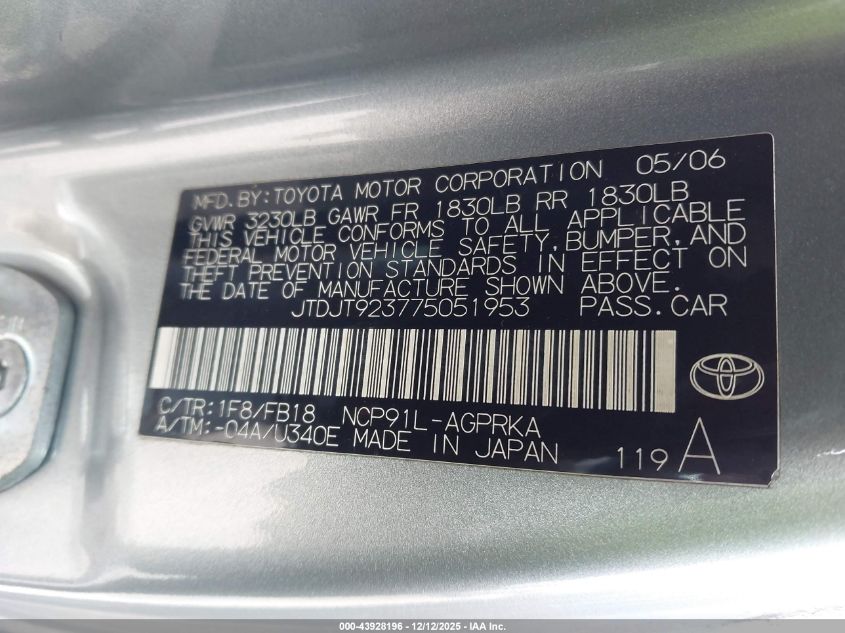 MFD.BY:TOYOTA MOTOR CORPORATION 05/06
GVWR 3230LB GAWR FR 1830LB RR 1830LB
THIS VEHICLE CONFORMS TO ALL APPLICABLE
FEDERAL MOTOR VEHICLE SAFETY,BUMPER,AND
THEFT PREVENTION STANDARDS IN EFFECT ON
THE DATE OF MANUFACTURE SHOWN ABOVE.
JTDJT923775051953 PASS.CAR
C/TR:1F8/FB18 NCP91L-AGPRKA
A/TM:-04A/U340E MADE IN JAPAN
119A
000-43928196 - 12/12/2025 - IAA Inc.